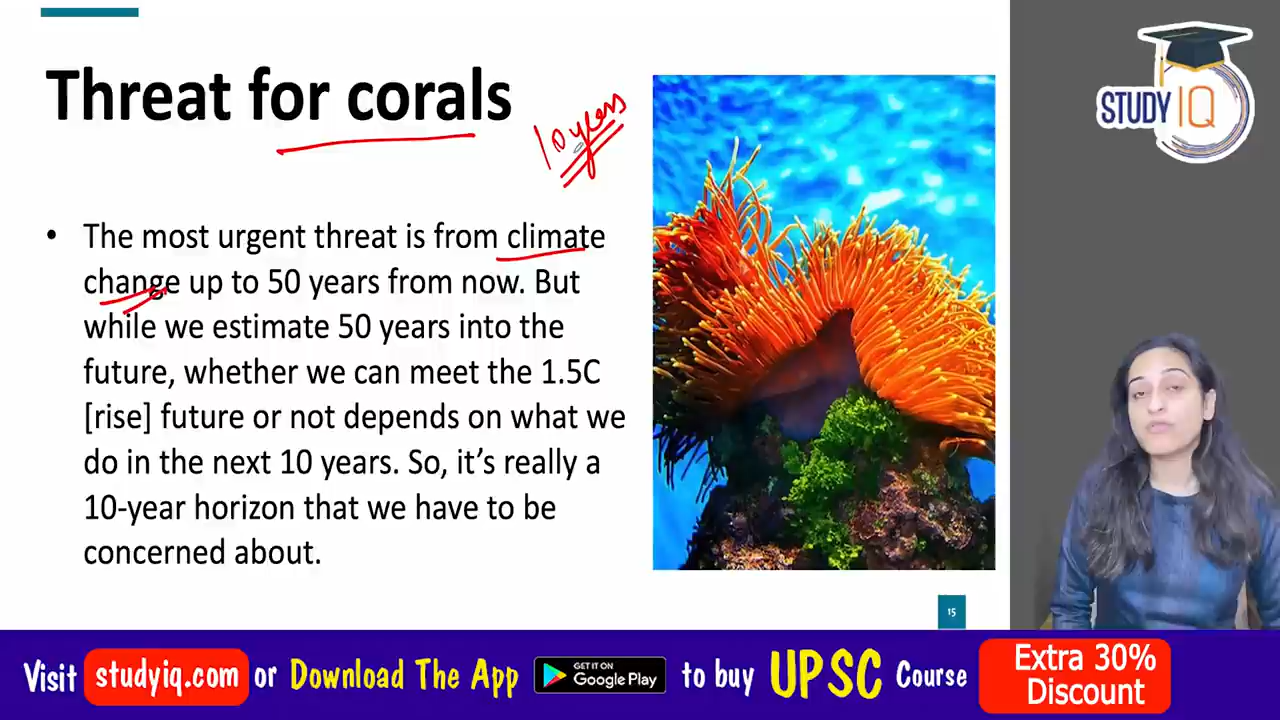 Threat for corals
10 years
• The most urgent threat is from climate
change up to 50 years from now. But
while we estimate 50 years into the
future, whether we can meet the 1.5C
[rise] future or not depends on what we
do in the next 10 years. So, it’s really a
10-year horizon that we have to be
concerned about.
15
STUDY IQ
Visit studyiq.com or Download The App GET IT ON Google Play to buy UPSC Course
Extra 30%
Discount